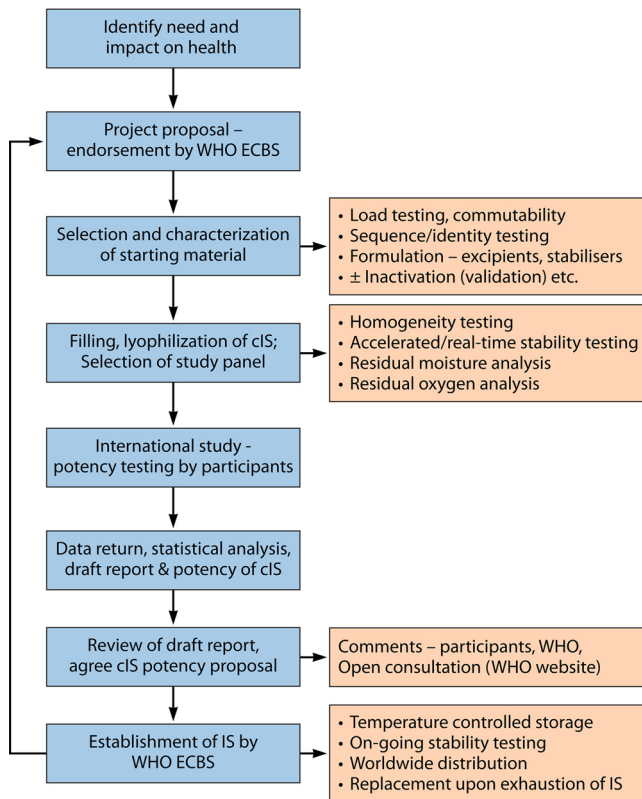 Identify need and
impact on health
Project proposal –
endorsement by WHO ECBS
Selection and characterization
of starting material
• Load testing, commutability
• Sequence/identity testing
• Formulation – excipients, stabilisers
• ± Inactivation (validation) etc.
Filling, lyophilization of cIS;
Selection of study panel
• Homogeneity testing
• Accelerated/real-time stability testing
• Residual moisture analysis
• Residual oxygen analysis
International study -
potency testing by participants
Data return, statistical analysis,
draft report & potency of cIS
Review of draft report,
agree cIS potency proposal
Comments – participants, WHO,
Open consultation (WHO website)
Establishment of IS by
WHO ECBS
• Temperature controlled storage
• On-going stability testing
• Worldwide distribution
• Replacement upon exhaustion of IS